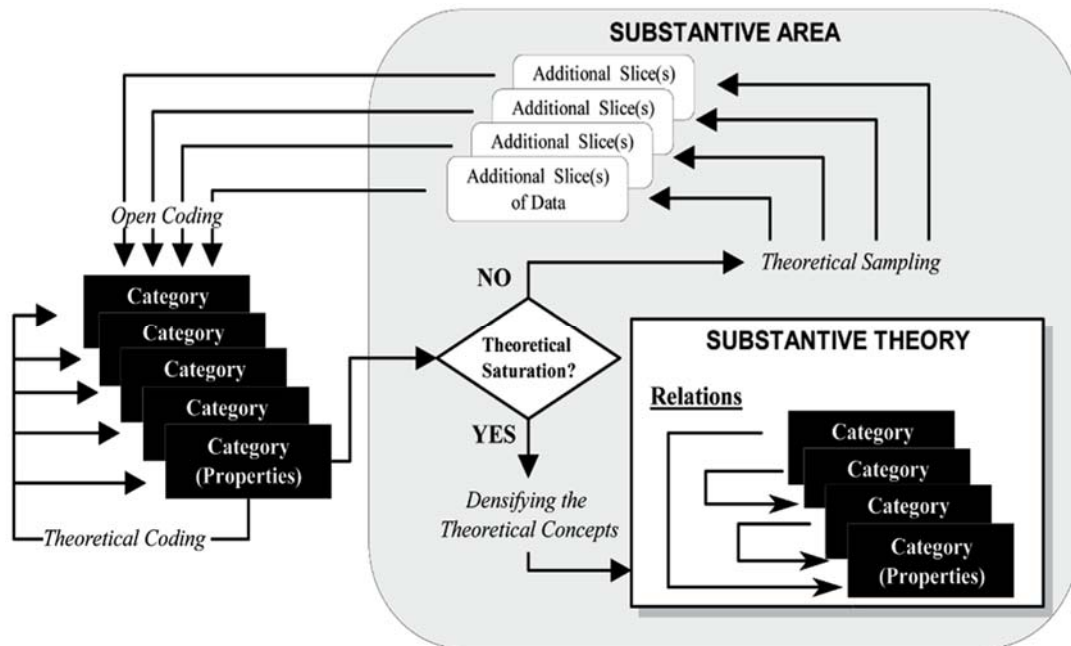 SUBSTANTIVE AREA
Additional Slice(s)
Additional Slice(s)
Additional Slice(s)
Additional Slice(s)
of Data
Open Coding
Theoretical Sampling
NO
Category
Category
Category
Category
Category
(Properties)
Theoretical
Saturation?
YES
Theoretical Coding
Densifying the
Theoretical Concepts
SUBSTANTIVE THEORY
Relations
Category
Category
Category
Category
(Properties)